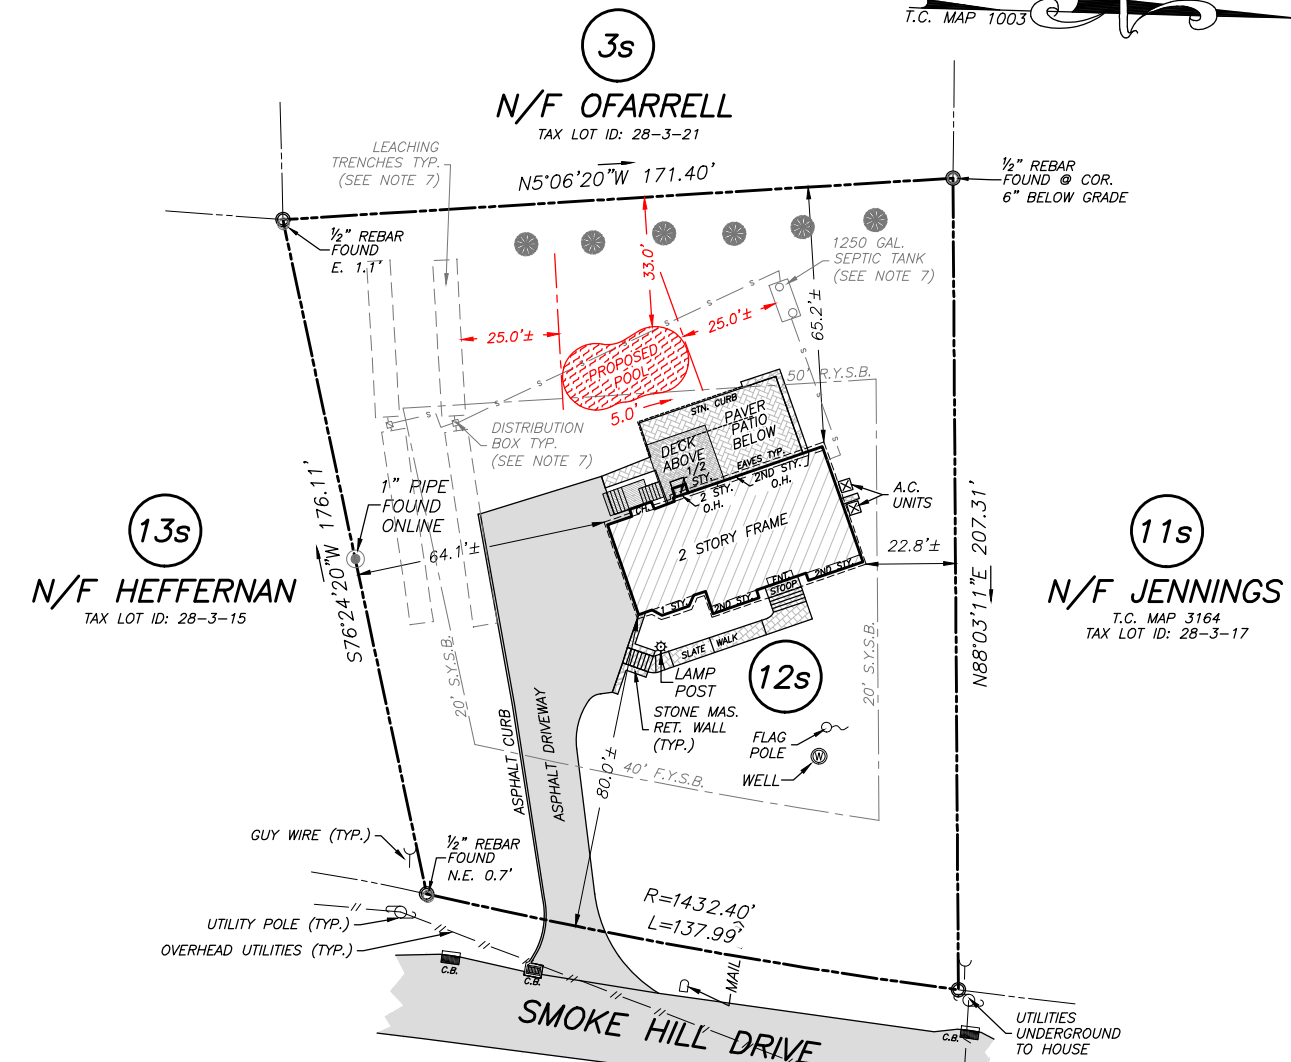 T.C. MAP 1003
3s
N/F OFARRELL
TAX LOT ID: 28-3-21
LEACHING
TRENCHES TYP.
(SEE NOTE 7)
N5°06'20"W 171.40'
½" REBAR
FOUND @ COR.
6" BELOW GRADE
½" REBAR
FOUND
E. 1.1'
33.0'
1250 GAL.
SEPTIC TANK
(SEE NOTE 7)
65.2'±
25.0'±
25.0'±
PROPOSED
POOL
5.0'
50' R.Y.S.B.
STN. CURB
PAVER
PATIO
BELOW
DECK
ABOVE
1/2
STY.
EAVES TYP.
2ND STY.
O.H.
2 STY.
O.H.
CH.
DISTRIBUTION
BOX TYP.
(SEE NOTE 7)
1" PIPE
FOUND
ONLINE
A.C.
UNITS
2 STORY FRAME
64.1'±
22.8'±
13s
N/F HEFFERNAN
TAX LOT ID: 28-3-15
S76°24'20"W 176.11'
11s
N/F JENNINGS
T.C. MAP 3164
TAX LOT ID: 28-3-17
N88°03'11"E 207.31'
ENT.
STOOP
2ND STY.
1 STY.
2ND STY.
SLATE WALK
12s
LAMP
POST
STONE MAS.
RET. WALL
(TYP.)
FLAG
POLE
WELL
W
20' S.Y.S.B.
20' S.Y.S.B.
40' F.Y.S.B.
ASPHALT CURB
ASPHALT DRIVEWAY
80.0'±
GUY WIRE (TYP.)
½" REBAR
FOUND
N.E. 0.7'
UTILITY POLE (TYP.)
OVERHEAD UTILITIES (TYP.)
R=1432.40'
L=137.99'
MAIL
C.B.
C.B.
C.B.
SMOKE HILL DRIVE
UTILITIES
UNDERGROUND
TO HOUSE
S
S
S
S
S
S
S